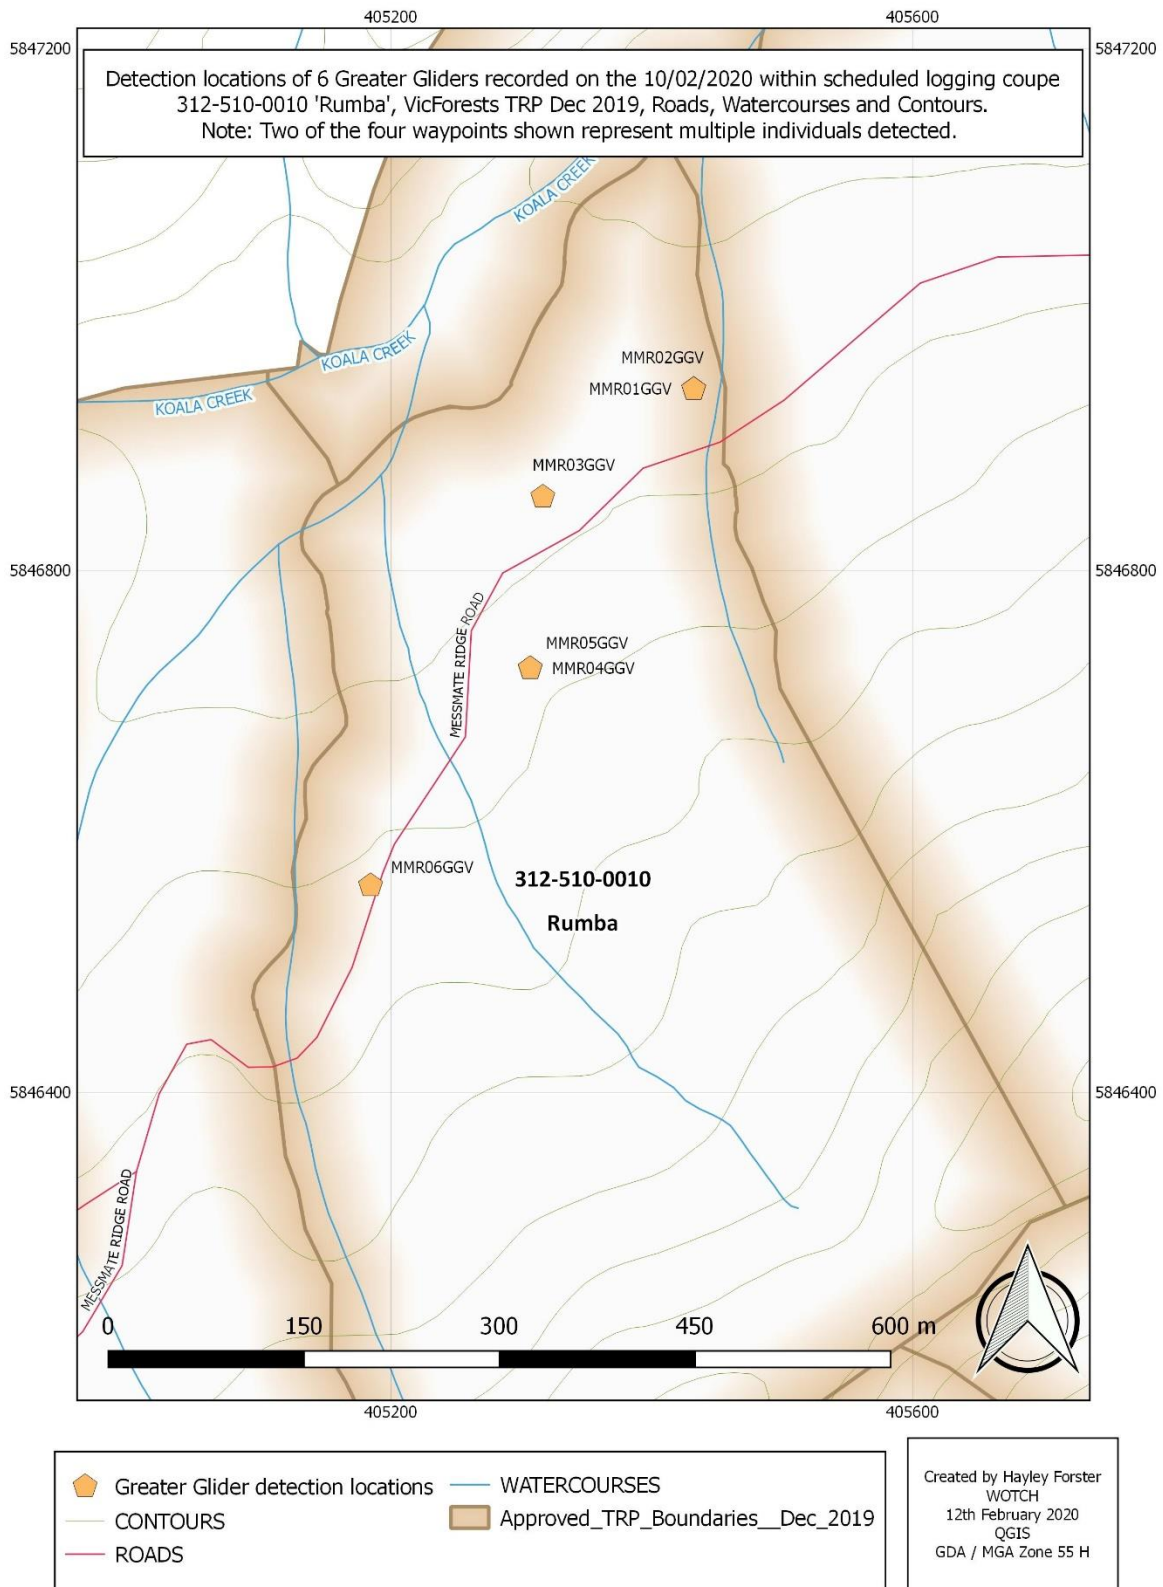 405200
405600
5847200
5847200
Detection locations of 6 Greater Gliders recorded on the 10/02/2020 within scheduled logging coupe
312-510-0010 'Rumba', VicForests TRP Dec 2019, Roads, Watercourses and Contours.
Note: Two of the four waypoints shown represent multiple individuals detected.
KOALA CREEK
KOALA CREEK
KOALA CREEK
MMR02GGV
MMR01GGV
MMR03GGV
5846800
5846800
MESSMATE RIDGE ROAD
MMR05GGV
MMR04GGV
MMR06GGV
312-510-0010
Rumba
5846400
5846400
MESSMATE RIDGE ROAD
0
150
300
450
600 m
405200
405600
Greater Glider detection locations
CONTOURS
ROADS
WATERCOURSES
Approved_TRP_Boundaries__Dec_2019
Created by Hayley Forster
WOTCH
12th February 2020
QGIS
GDA / MGA Zone 55 H